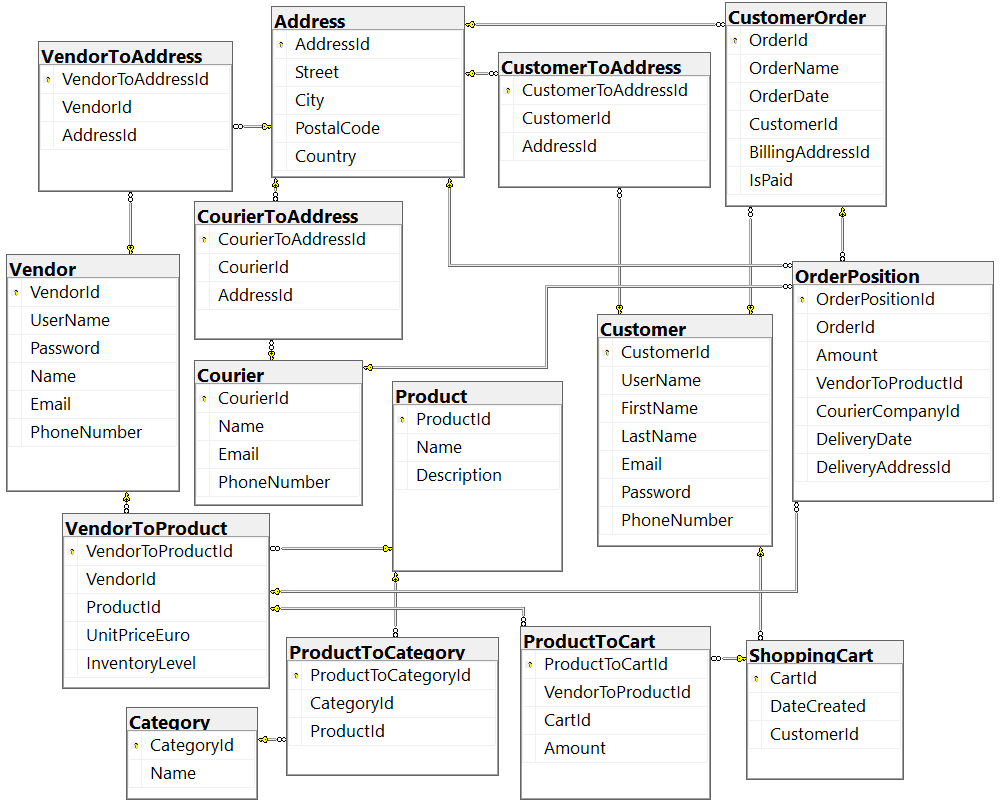 VendorToAddress
VendorToAddressId
VendorId
AddressId
Address
AddressId
Street
City
PostalCode
Country
CustomerToAddress
CustomerToAddressId
CustomerId
AddressId
CustomerOrder
OrderId
OrderName
OrderDate
CustomerId
BillingAddressId
IsPaid
Vendor
VendorId
UserName
Password
Name
Email
PhoneNumber
CourierToAddress
CourierToAddressId
CourierId
AddressId
Courier
CourierId
Name
Email
PhoneNumber
Product
ProductId
Name
Description
Customer
CustomerId
UserName
FirstName
LastName
Email
Password
PhoneNumber
OrderPosition
OrderPositionId
OrderId
Amount
VendorToProductId
CourierCompanyId
DeliveryDate
DeliveryAddressId
VendorToProduct
VendorToProductId
VendorId
ProductId
UnitPriceEuro
InventoryLevel
Category
CategoryId
Name
ProductToCategory
ProductToCategoryId
CategoryId
ProductId
ProductToCart
ProductToCartId
VendorToProductId
CartId
Amount
ShoppingCart
CartId
DateCreated
CustomerId